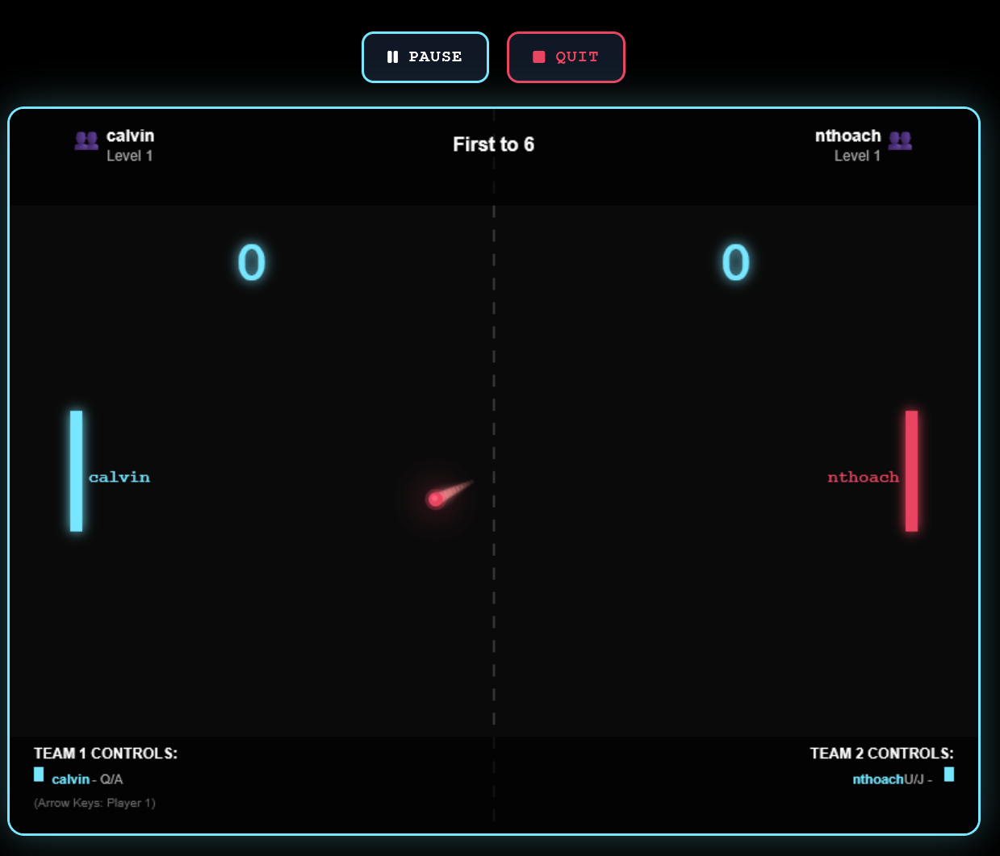 PAUSE
QUIT
calvin
Level 1
First to 6
nthoach
Level 1
0
0
calvin
nthoach
TEAM 1 CONTROLS:
calvin - Q/A
(Arrow Keys: Player 1)
TEAM 2 CONTROLS:
nthoachU/J -